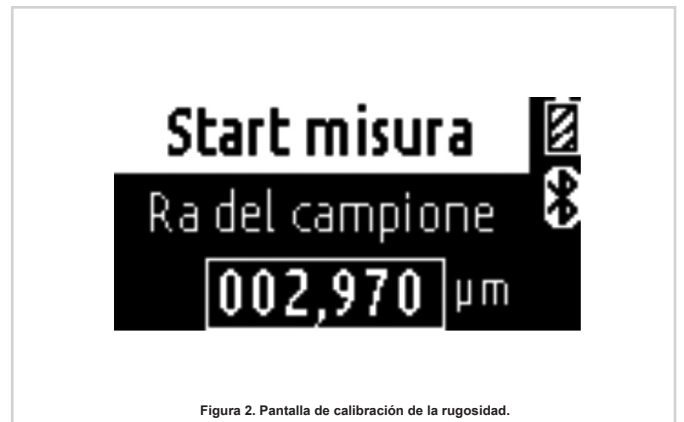 Start misura
Ra del campione
002,970 µm
Figura 2. Pantalla de calibración de la rugosidad.